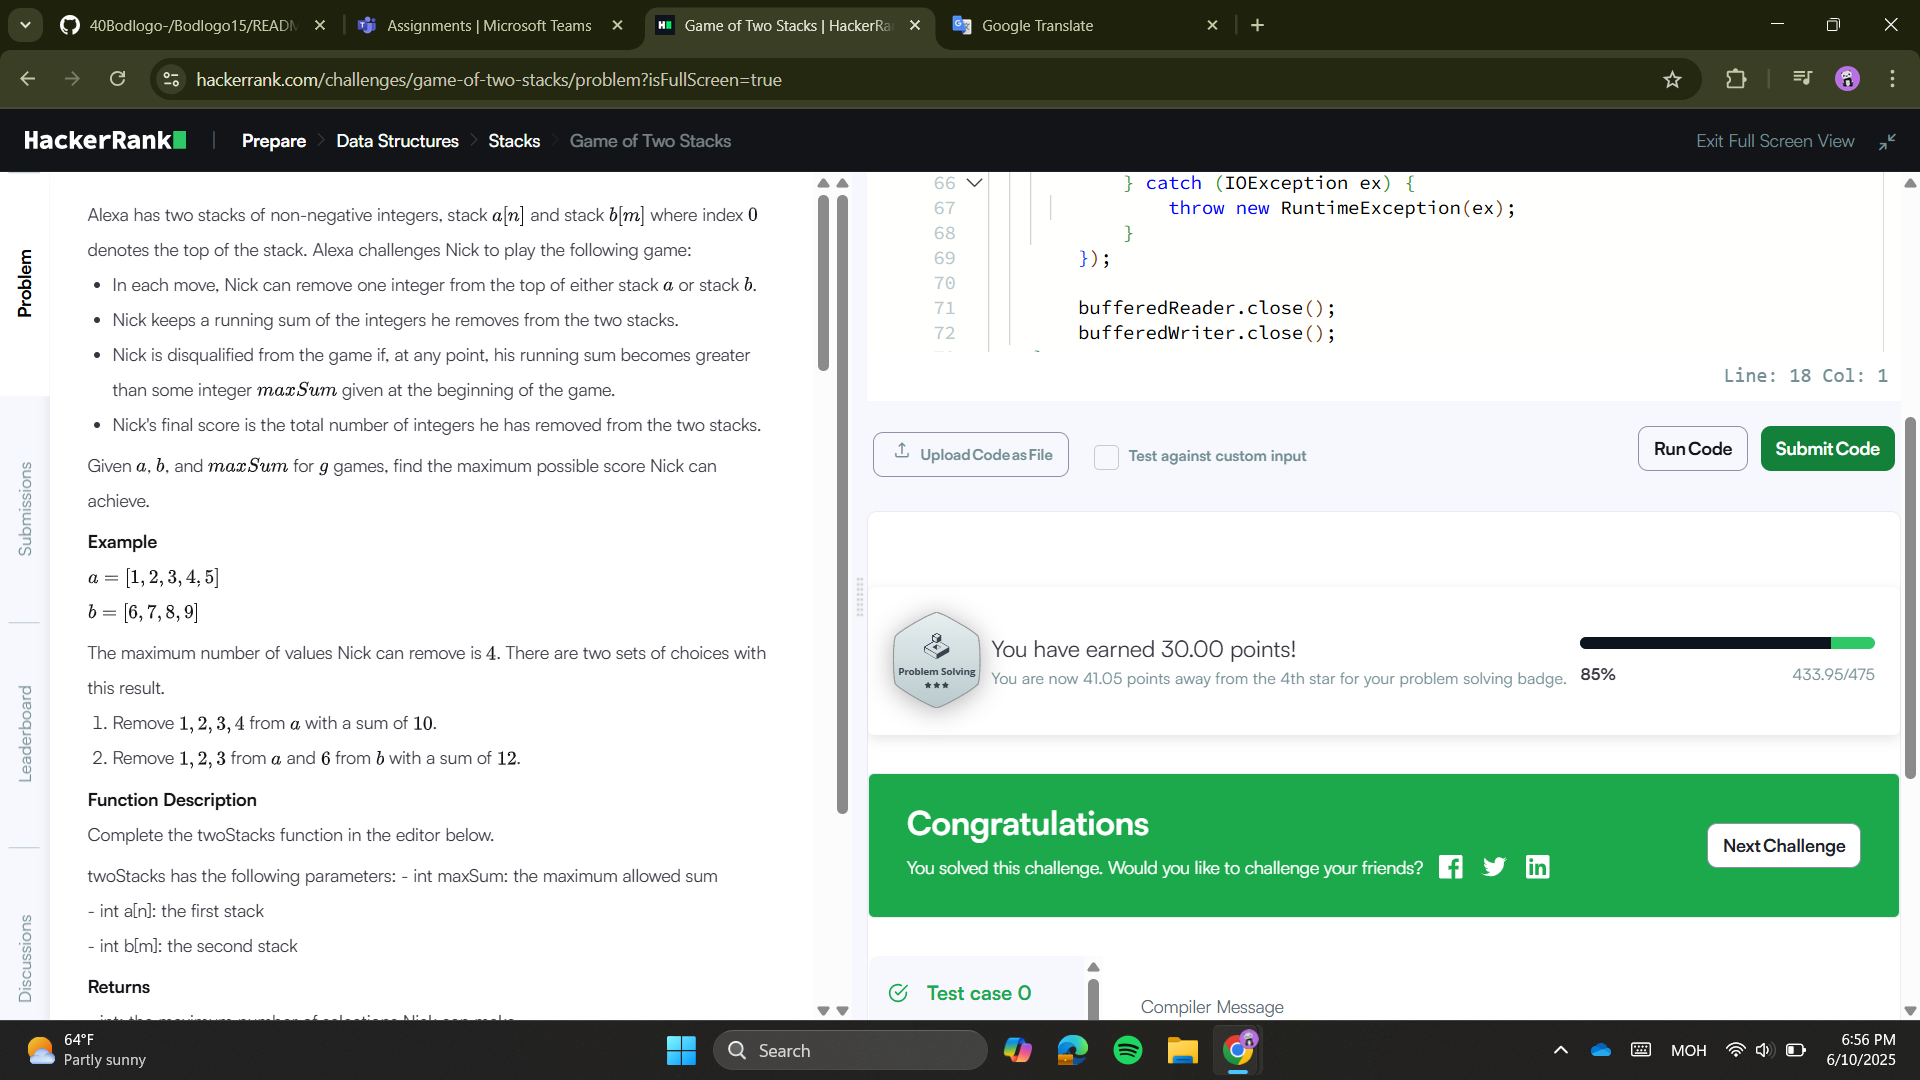 40Bodlogo-/Bodlogo15/READM
Assignments | Microsoft Teams
Game of Two Stacks | HackerRa
Google Translate
hackerrank.com/challenges/game-of-two-stacks/problem?isFullScreen=true
HackerRank
Prepare
Data Structures
Stacks
Game of Two Stacks
Exit Full Screen View
Problem
Submissions
Leaderboard
Discussions
Alexa has two stacks of non-negative integers, stack a[n] and stack b[m] where index 0
denotes the top of the stack. Alexa challenges Nick to play the following game:
• In each move, Nick can remove one integer from the top of either stack a or stack b.
• Nick keeps a running sum of the integers he removes from the two stacks.
• Nick is disqualified from the game if, at any point, his running sum becomes greater
than some integer maxSum given at the beginning of the game.
• Nick's final score is the total number of integers he has removed from the two stacks.
Given a, b, and maxSum for g games, find the maximum possible score Nick can
achieve.
Example
a = [1, 2, 3, 4, 5]
b = [6, 7, 8, 9]
The maximum number of values Nick can remove is 4. There are two sets of choices with
this result.
1. Remove 1, 2, 3, 4 from a with a sum of 10.
2. Remove 1, 2, 3 from a and 6 from b with a sum of 12.
Function Description
Complete the twoStacks function in the editor below.
twoStacks has the following parameters: - int maxSum: the maximum allowed sum
- int a[n]: the first stack
- int b[m]: the second stack
Returns
- int: the maximum number of selections Nick can make
66 } catch (IOException ex) {
67 throw new RuntimeException(ex);
68 }
69 });
70
71 bufferedReader.close();
72 bufferedWriter.close();
Line: 18 Col: 1
Upload Code as File
Test against custom input
Run Code
Submit Code
Problem Solving
You have earned 30.00 points!
You are now 41.05 points away from the 4th star for your problem solving badge.
85%
433.95/475
Congratulations
You solved this challenge. Would you like to challenge your friends?
Next Challenge
Test case 0
Compiler Message
64°F
Partly sunny
Search
MOH
6:56 PM
6/10/2025